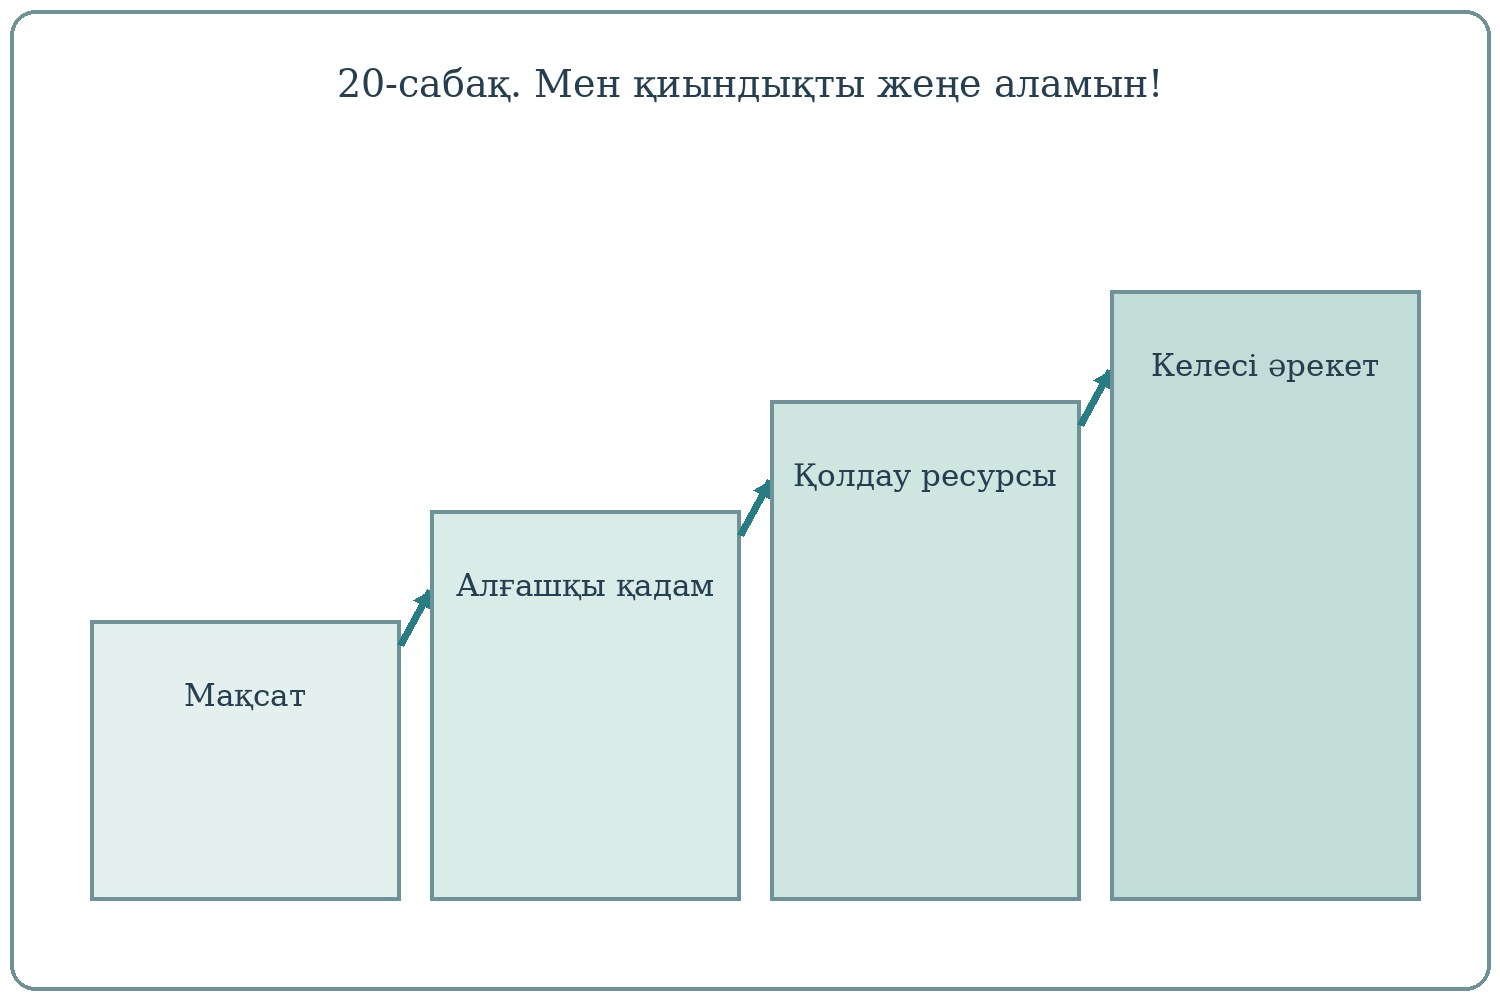 20-сабақ. Мен қиындықты жеңе аламын!
Мақсат
Алғашқы қадам
Қолдау ресурсы
Келесі әрекет